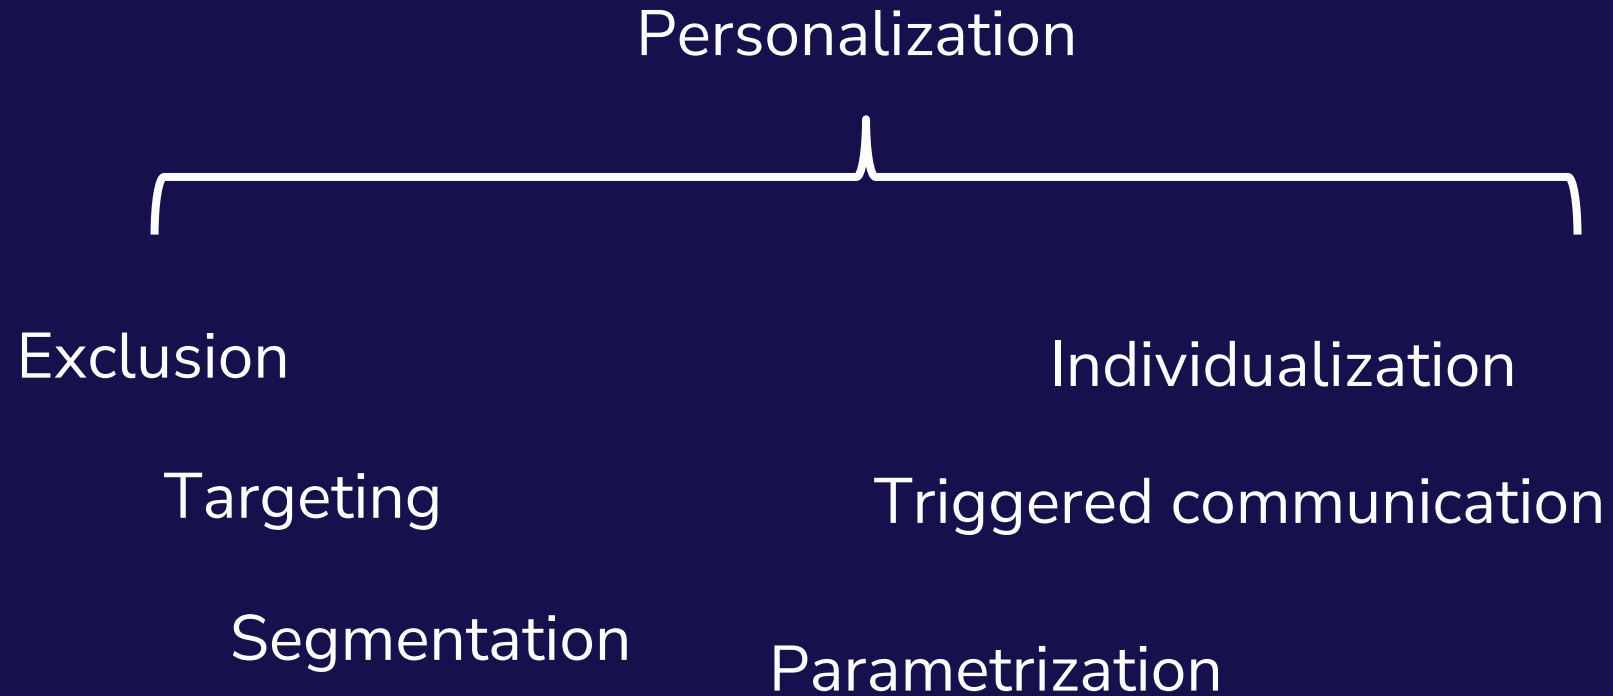 Personalization
Exclusion
Individualization
Targeting
Triggered communication
Segmentation
Parametrization